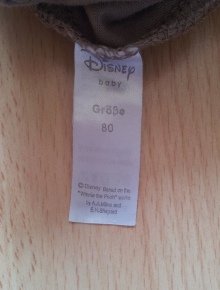 Disney
baby
Größe
80
© Disney. Based on the
"Winnie the Pooh" works
by A.A.Milne and
E.H.Shepard